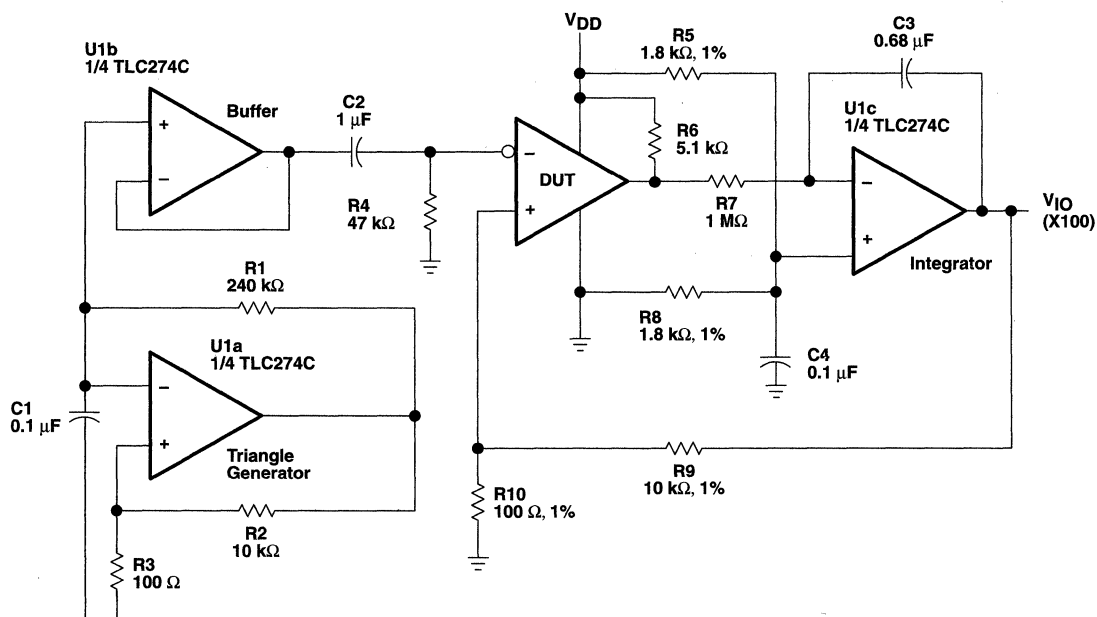 U1b
1/4 TLC274C
Buffer
+
−
C2
1 µF
R4
47 kΩ
VDD
R5
1.8 kΩ, 1%
R6
5.1 kΩ
−
DUT
+
R7
1 MΩ
C3
0.68 µF
U1c
1/4 TLC274C
−
+
Integrator
VIO
(X100)
R8
1.8 kΩ, 1%
C4
0.1 µF
R1
240 kΩ
U1a
1/4 TLC274C
−
+
Triangle
Generator
C1
0.1 µF
R2
10 kΩ
R3
100 Ω
R9
10 kΩ, 1%
R10
100 Ω, 1%